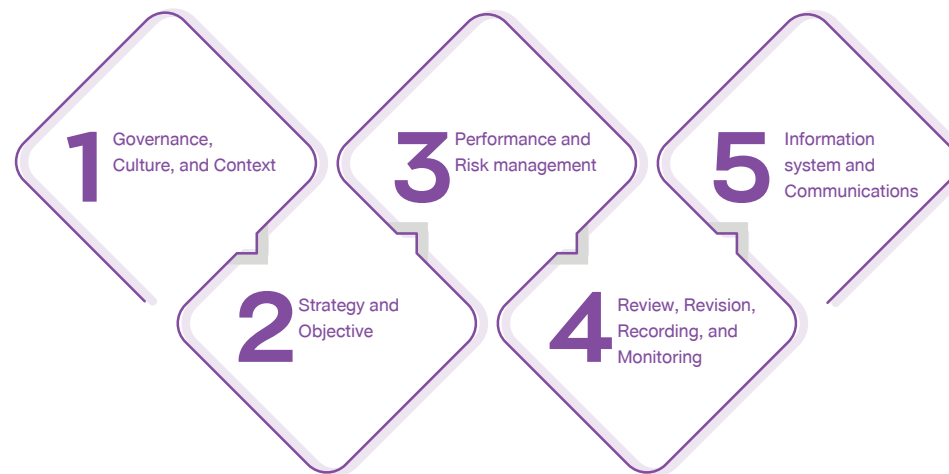 1
Governance,
Culture, and Context
2
Strategy and
Objective
3
Performance and
Risk management
4
Review, Revision,
Recording, and
Monitoring
5
Information
system and
Communications